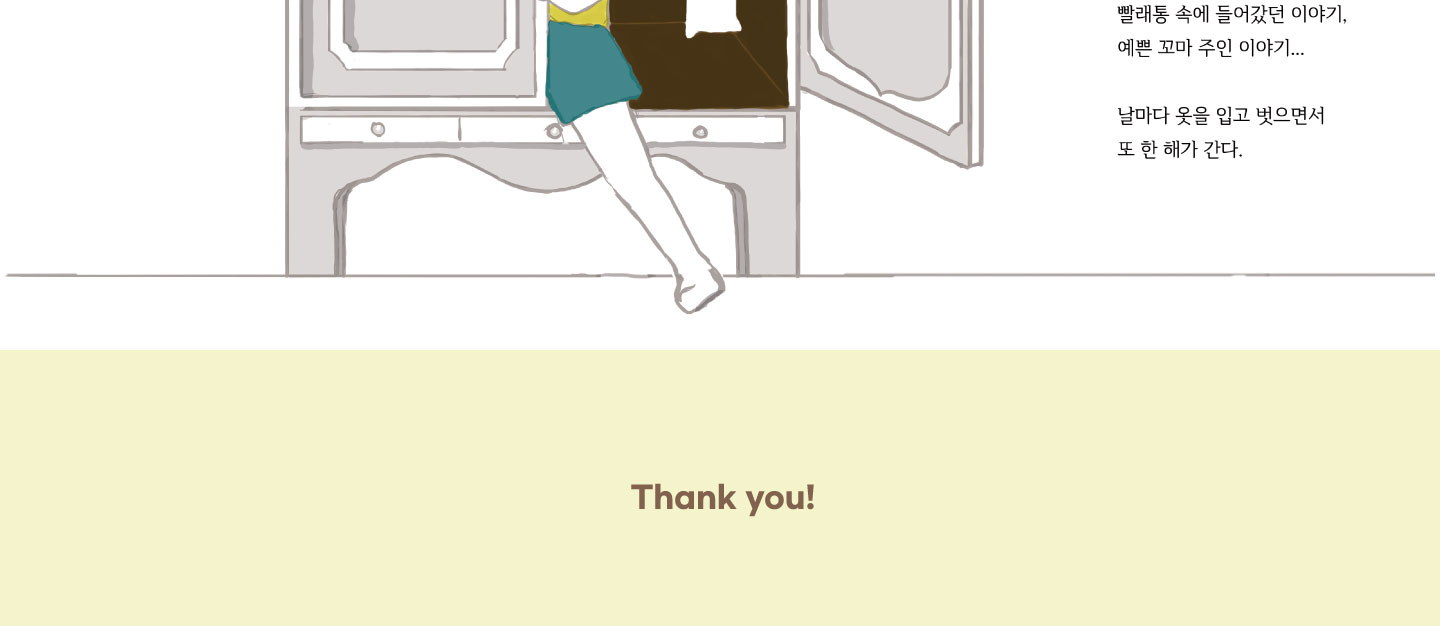 빨래통 속에 들어갔던 이야기,
예쁜 꼬마 주인 이야기...
날마다 옷을 입고 벗으면서
또 한 해가 간다.
Thank you!